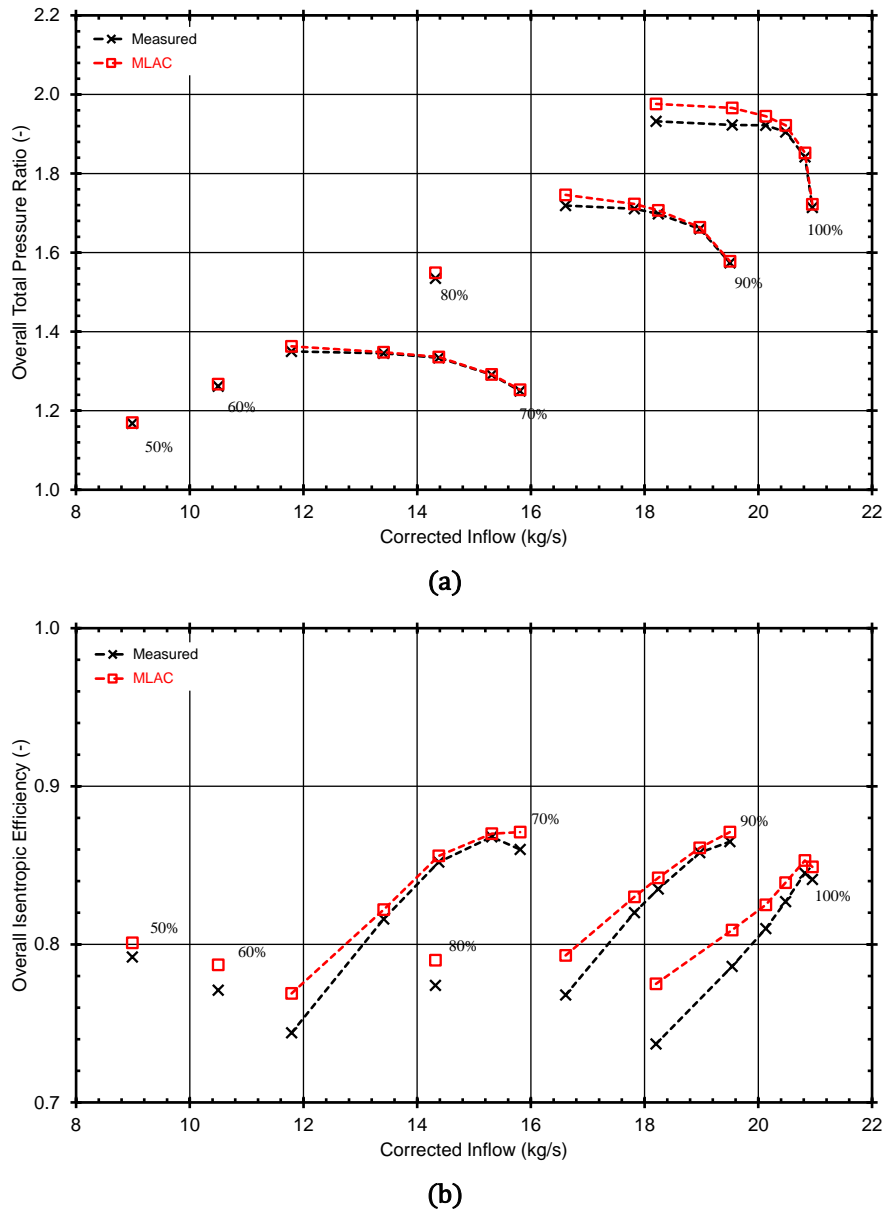 2.2
Measured
MLAC
2.0
1.8
1.6
1.4
1.2
1.0
Overall Total Pressure Ratio (-)
100%
90%
80%
70%
60%
50%
8 10 12 14 16 18 20 22
Corrected Inflow (kg/s)
(a)
1.0
Measured
MLAC
0.9
0.8
0.7
Overall Isentropic Efficiency (-)
70%
90%
100%
50%
60%
80%
8 10 12 14 16 18 20 22
Corrected Inflow (kg/s)
(b)